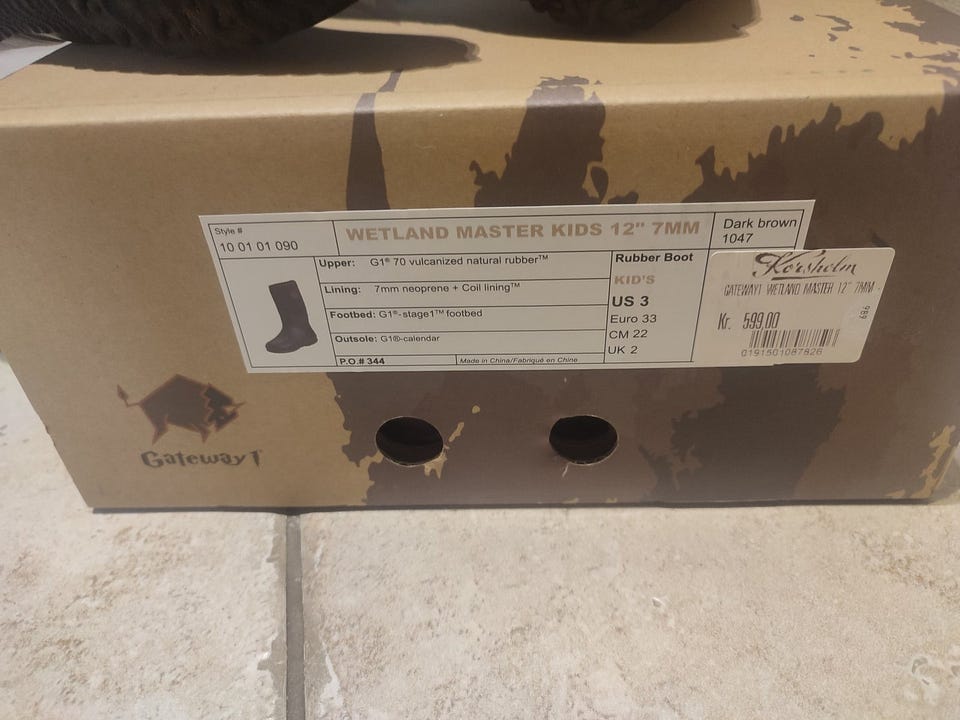 Style #
10 01 01 090
WETLAND MASTER KIDS 12" 7MM
Dark brown
1047
Upper: G1® 70 vulcanized natural rubber™
Lining: 7mm neoprene + Coil lining™
Footbed: G1®-stage1™ footbed
Outsole: G1®-calendar
P.O.# 344
Made in China/Fabriqué en Chine
Rubber Boot
KID'S
US 3
Euro 33
CM 22
UK 2
Korsholm
GATEWAY1 WETLAND MASTER 12" 7MM
989
Kr. 599,00
0191501087826
Gateway1